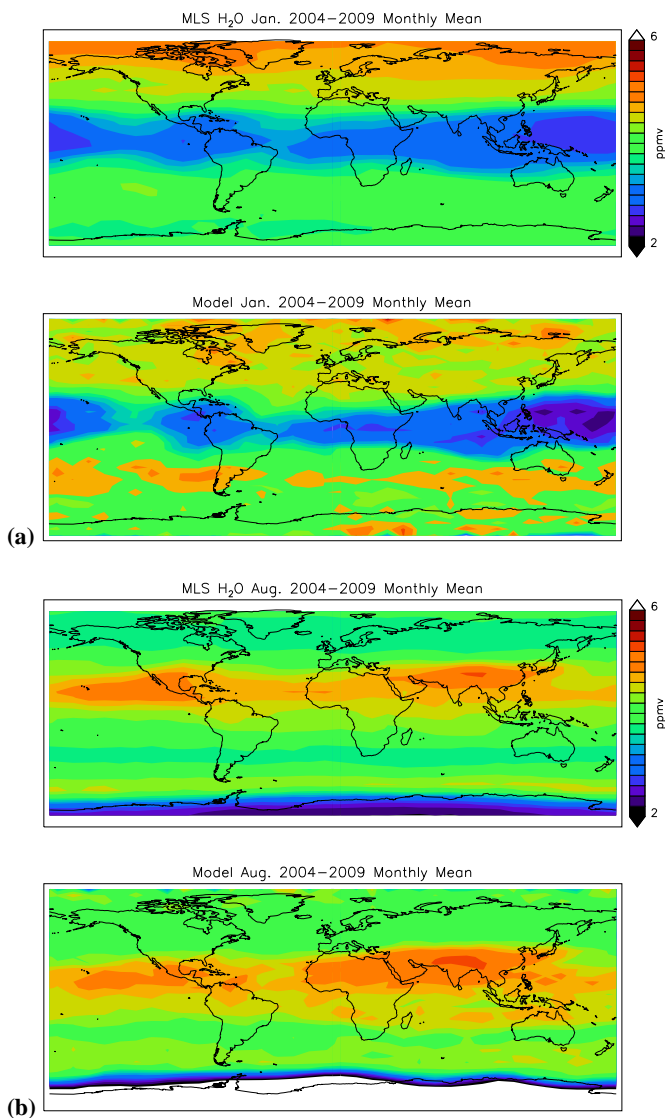 MLS H₂O Jan. 2004−2009 Monthly Mean
6
ppmv
2
Model Jan. 2004−2009 Monthly Mean
(a)
MLS H₂O Aug. 2004−2009 Monthly Mean
6
ppmv
2
Model Aug. 2004−2009 Monthly Mean
(b)